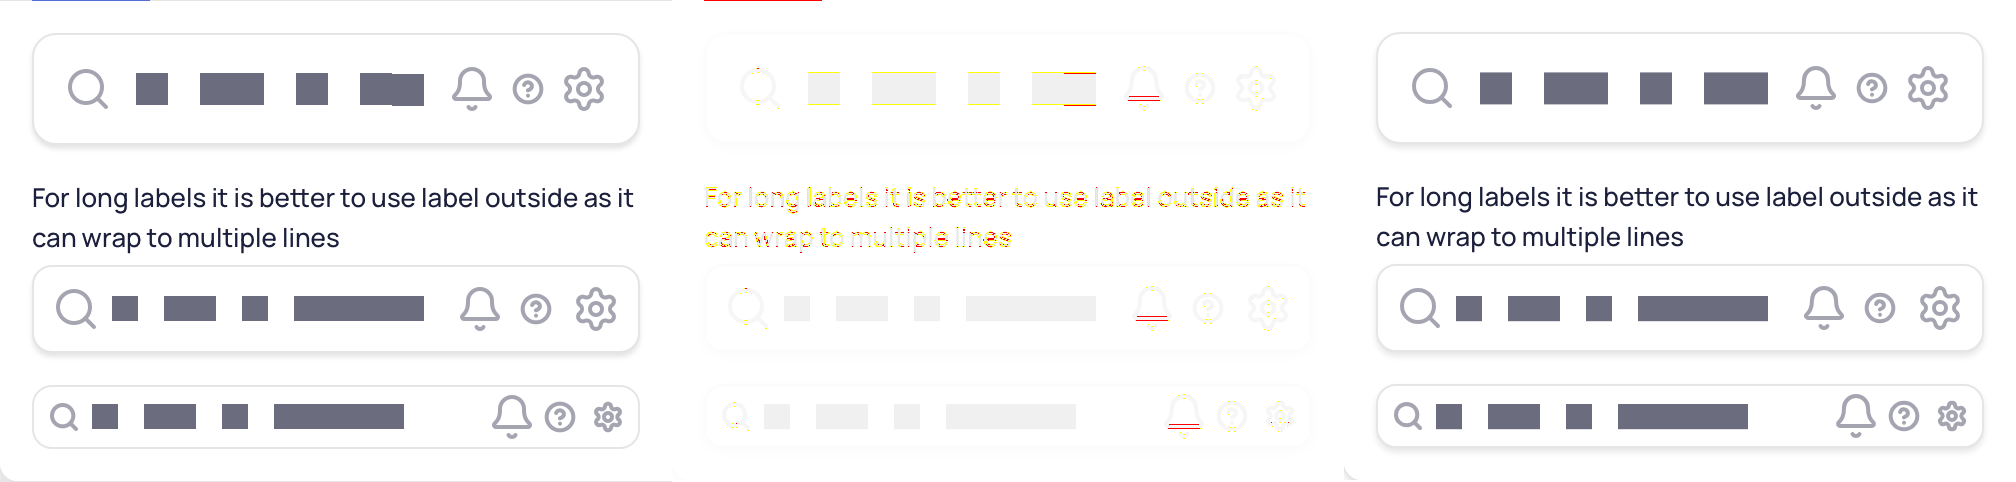 For long labels it is better to use label outside as it For long labels it is better to use label outside as it For long labels it is better to use label outside as it
can wrap to multiple lines can wrap to multiple lines can wrap to multiple lines